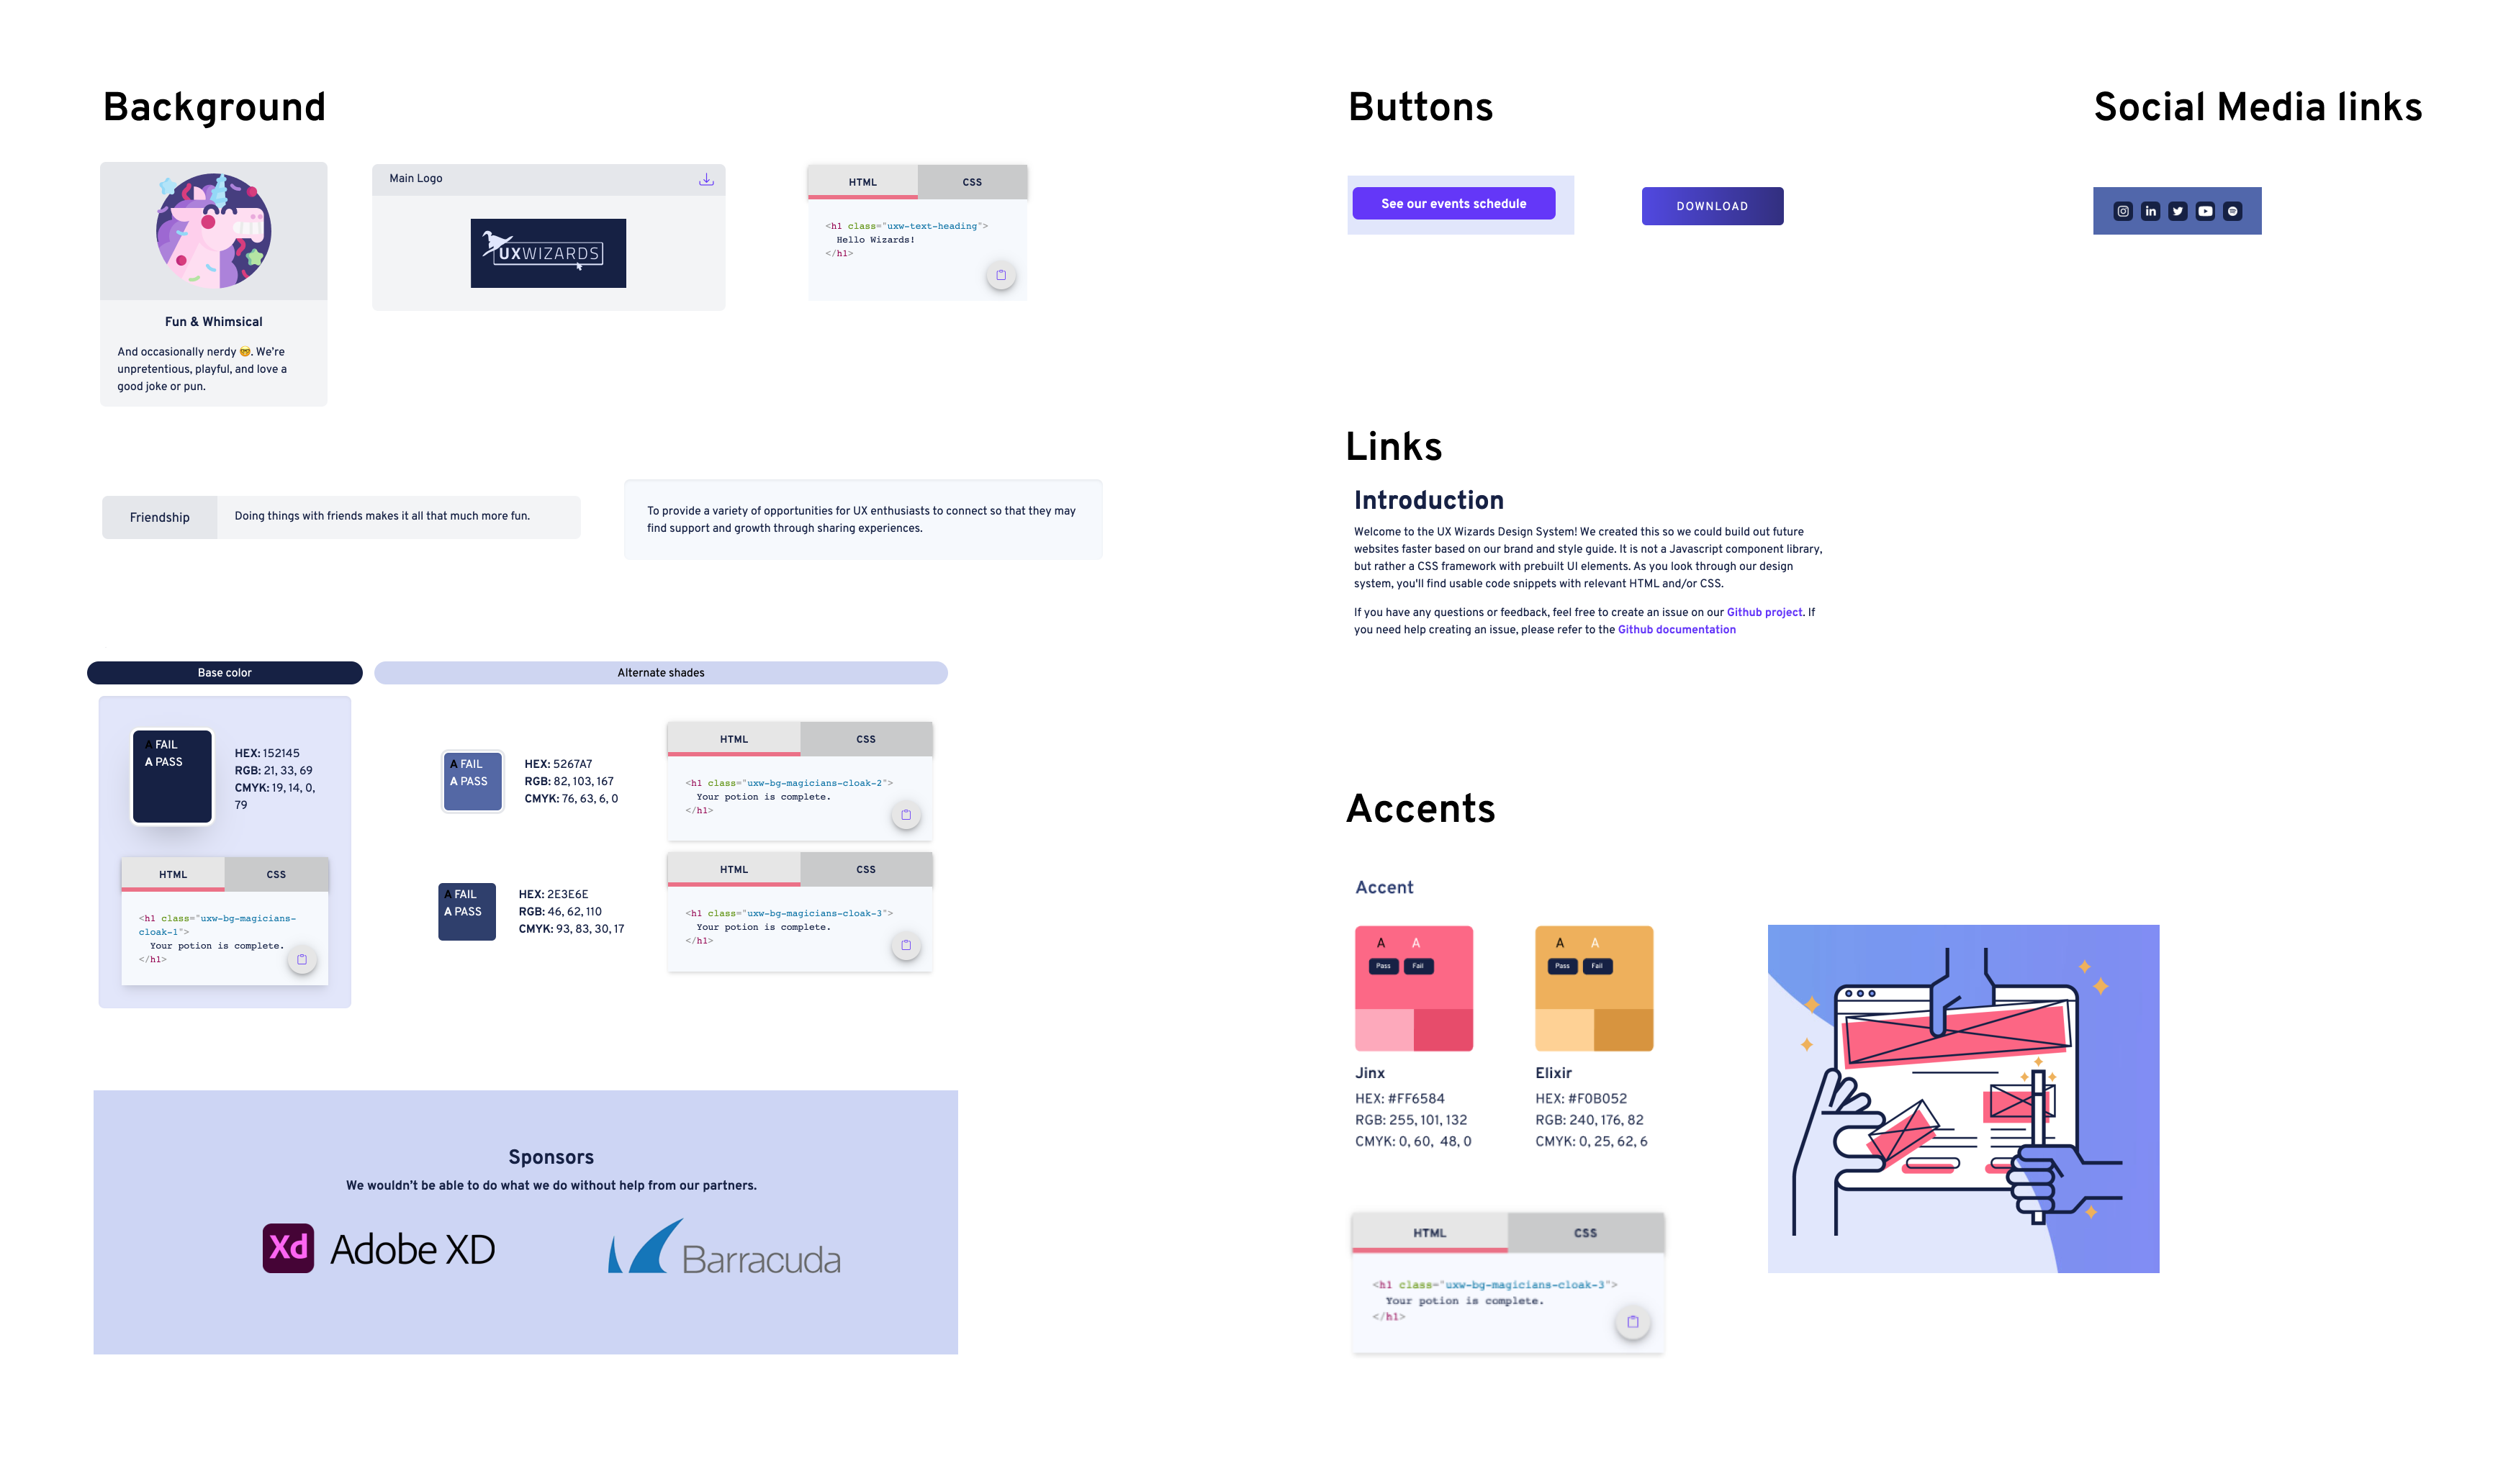 Background
Fun & Whimsical
And occasionally nerdy 🤓. We're
unpretentious, playful, and love a
good joke or pun.
Main Logo
UXWIZARDS
HTML CSS
<h1 class="uxw-text-heading">
Hello Wizards!
</h1>
Friendship
Doing things with friends makes it all that much more fun.
To provide a variety of opportunities for UX enthusiasts to connect so that they may
find support and growth through sharing experiences.
Base color
Alternate shades
A FAIL
A PASS
HEX: 152145
RGB: 21, 33, 69
CMYK: 19, 14, 0,
79
HTML CSS
<h1 class="uxw-bg-magicians-
cloak-1">
Your potion is complete.
</h1>
A FAIL
A PASS
HEX: 5267A7
RGB: 82, 103, 167
CMYK: 76, 63, 6, 0
HTML CSS
<h1 class="uxw-bg-magicians-cloak-2">
Your potion is complete.
</h1>
A FAIL
A PASS
HEX: 2E3E6E
RGB: 46, 62, 110
CMYK: 93, 83, 30, 17
HTML CSS
<h1 class="uxw-bg-magicians-cloak-3">
Your potion is complete.
</h1>
Sponsors
We wouldn't be able to do what we do without help from our partners.
Xd Adobe XD
Barracuda
Buttons
See our events schedule
DOWNLOAD
Social Media links
in
Links
Introduction
Welcome to the UX Wizards Design System! We created this so we could build out future
websites faster based on our brand and style guide. It is not a Javascript component library,
but rather a CSS framework with prebuilt UI elements. As you look through our design
system, you'll find usable code snippets with relevant HTML and/or CSS.
If you have any questions or feedback, feel free to create an issue on our Github project. If
you need help creating an issue, please refer to the Github documentation
Accents
Accent
A A
Pass Fail
Jinx
HEX: #FF6584
RGB: 255, 101, 132
CMYK: 0, 60, 48, 0
A A
Pass Fail
Elixir
HEX: #F0B052
RGB: 240, 176, 82
CMYK: 0, 25, 62, 6
HTML CSS
<h1 class="uxw-bg-magicians-cloak-3">
Your potion is complete.
</h1>